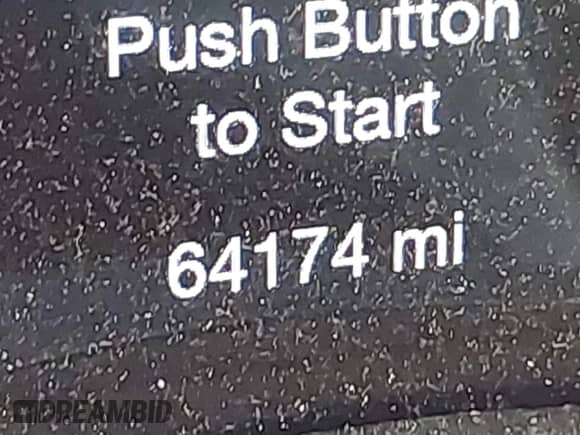 Push Button
to Start
64174 mi
DREAMBID